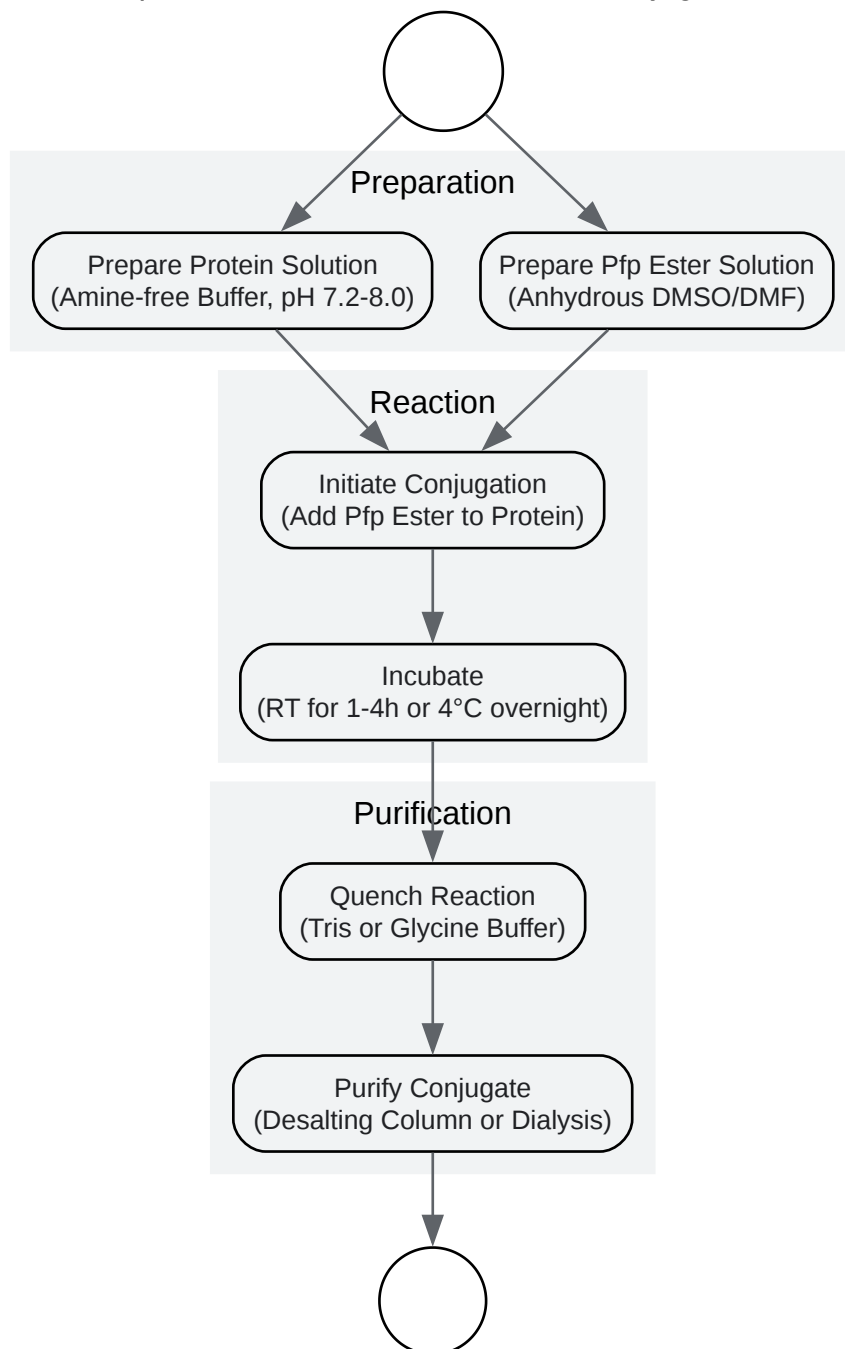 Preparation
Prepare Protein Solution
(Amine-free Buffer, pH 7.2-8.0)
Prepare Pfp Ester Solution
(Anhydrous DMSO/DMF)
Reaction
Initiate Conjugation
(Add Pfp Ester to Protein)
Incubate
(RT for 1-4h or 4°C overnight)
Purification
Quench Reaction
(Tris or Glycine Buffer)
Purify Conjugate
(Desalting Column or Dialysis)